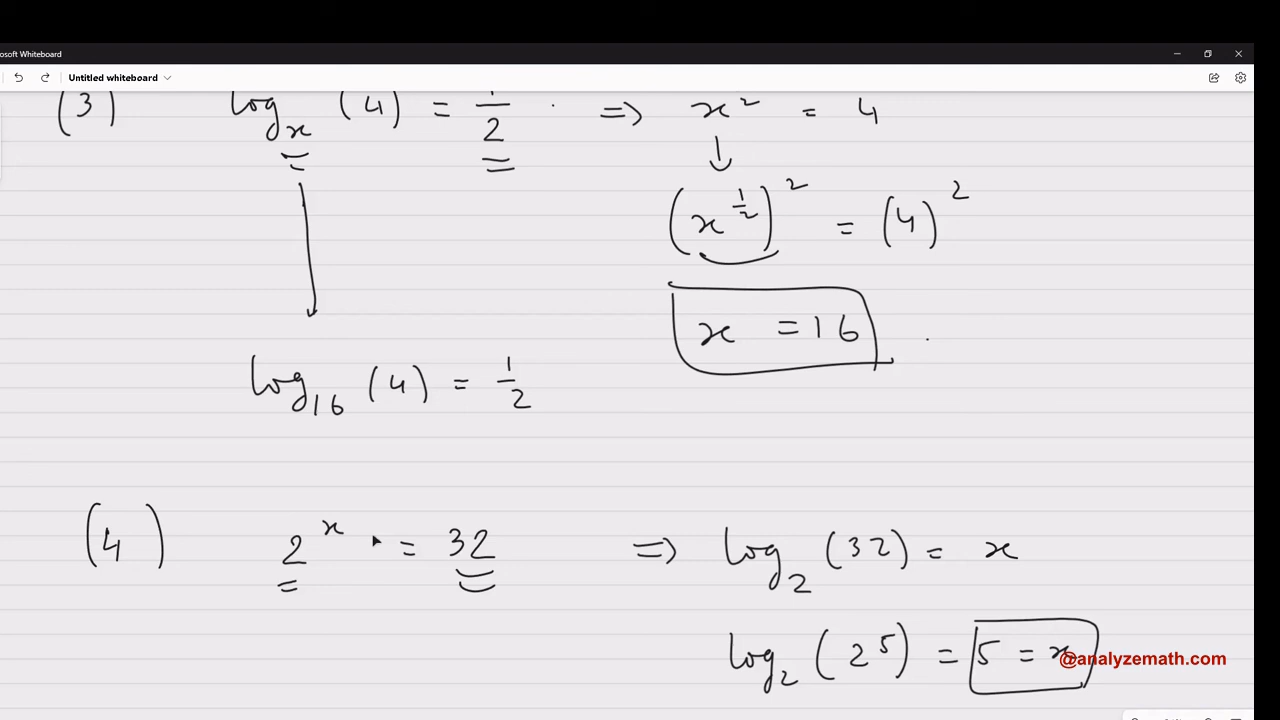 osoft Whiteboard
Untitled whiteboard
(3) log_x (4) = 1/2 . => x^2 = 4
(x^{1/2})^2 = (4)^2
x = 16
log_16 (4) = 1/2
(4) 2^x = 32 => log_2 (32) = x
log_2 (2^5) = 5 = x
@analyzemath.com